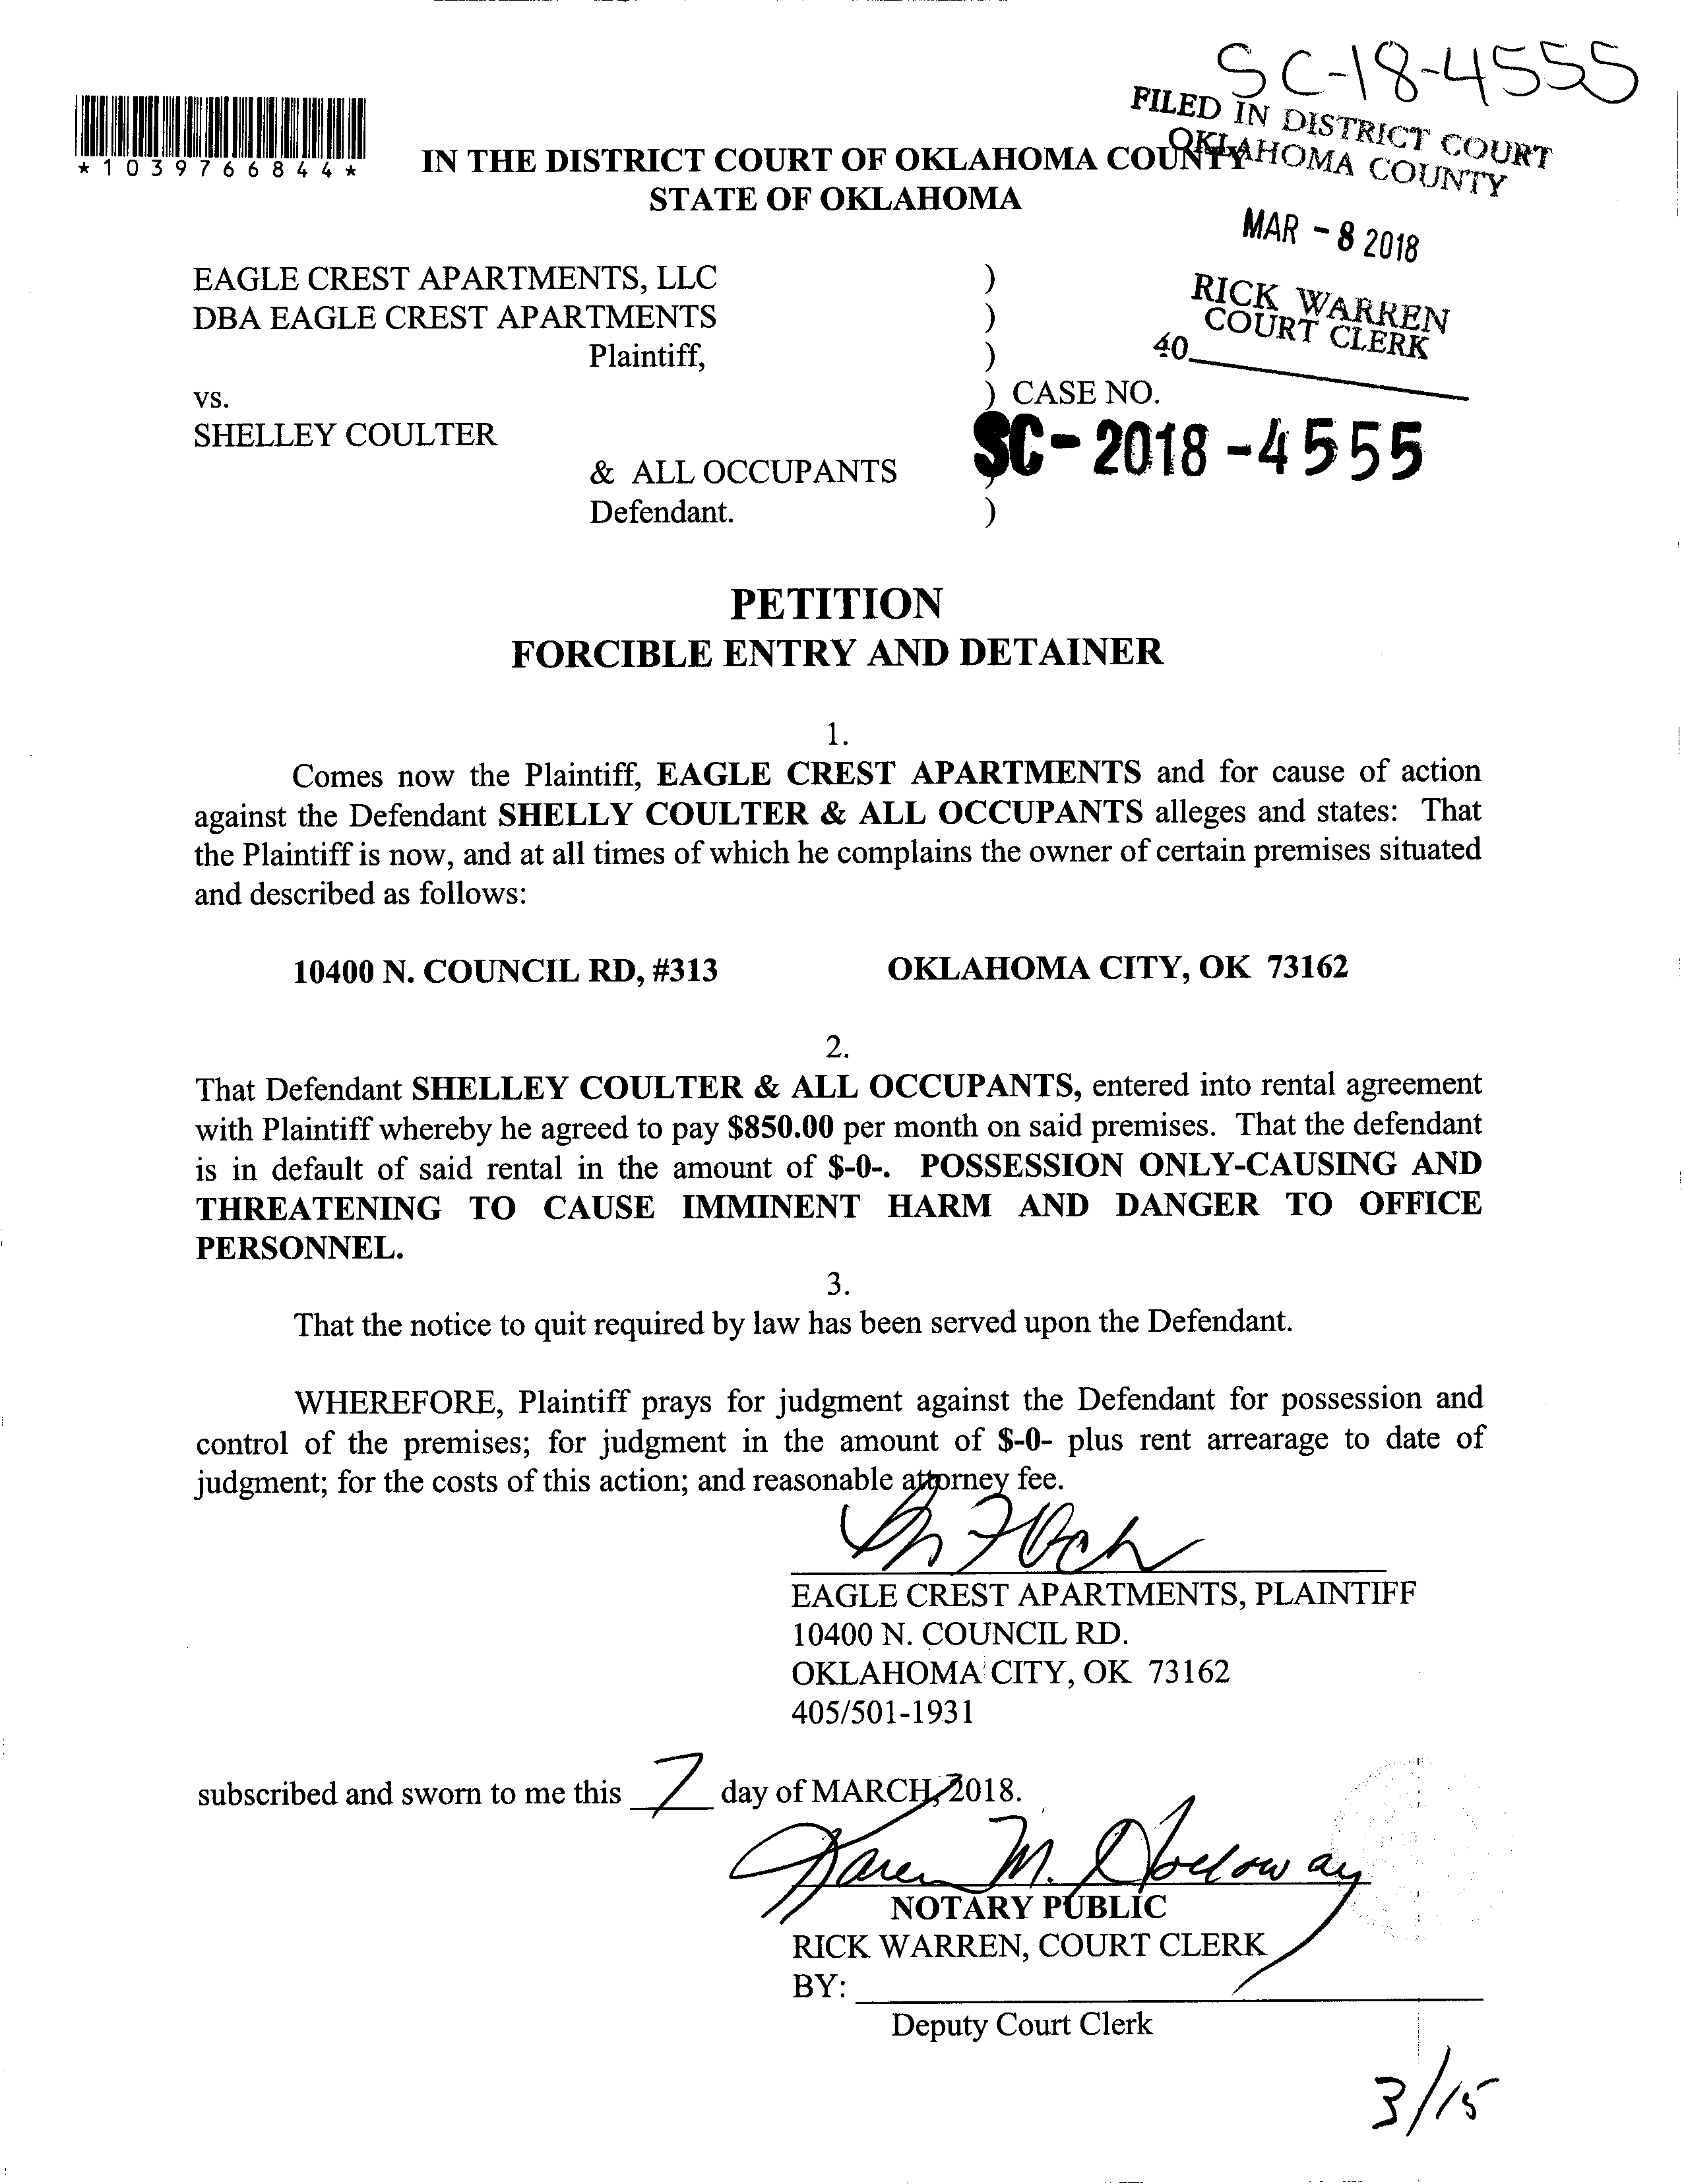 SC-18-4555
FILED IN DISTRICT COURT
OKLAHOMA COUNTY
*1039766844*
IN THE DISTRICT COURT OF OKLAHOMA COUNTY
STATE OF OKLAHOMA
MAR - 8 2018
EAGLE CREST APARTMENTS, LLC )
DBA EAGLE CREST APARTMENTS )
Plaintiff, )
RICK WARREN
COURT CLERK
40
vs. ) CASE NO.
SHELLEY COULTER
SC-2018-4555
& ALL OCCUPANTS )
Defendant. )
PETITION
FORCIBLE ENTRY AND DETAINER
1.
Comes now the Plaintiff, EAGLE CREST APARTMENTS and for cause of action
against the Defendant SHELLY COULTER & ALL OCCUPANTS alleges and states: That
the Plaintiff is now, and at all times of which he complains the owner of certain premises situated
and described as follows:
10400 N. COUNCIL RD, #313 OKLAHOMA CITY, OK 73162
2.
That Defendant SHELLEY COULTER & ALL OCCUPANTS, entered into rental agreement
with Plaintiff whereby he agreed to pay $850.00 per month on said premises. That the defendant
is in default of said rental in the amount of $-0-. POSSESSION ONLY-CAUSING AND
THREATENING TO CAUSE IMMINENT HARM AND DANGER TO OFFICE
PERSONNEL.
3.
That the notice to quit required by law has been served upon the Defendant.
WHEREFORE, Plaintiff prays for judgment against the Defendant for possession and
control of the premises; for judgment in the amount of $-0- plus rent arrearage to date of
judgment; for the costs of this action; and reasonable attorney fee.
EAGLE CREST APARTMENTS, PLAINTIFF
10400 N. COUNCIL RD.
OKLAHOMA CITY, OK 73162
405/501-1931
subscribed and sworn to me this 7 day of MARCH, 2018.
Karen M. Holloway
NOTARY PUBLIC
RICK WARREN, COURT CLERK
BY:
Deputy Court Clerk
3/15